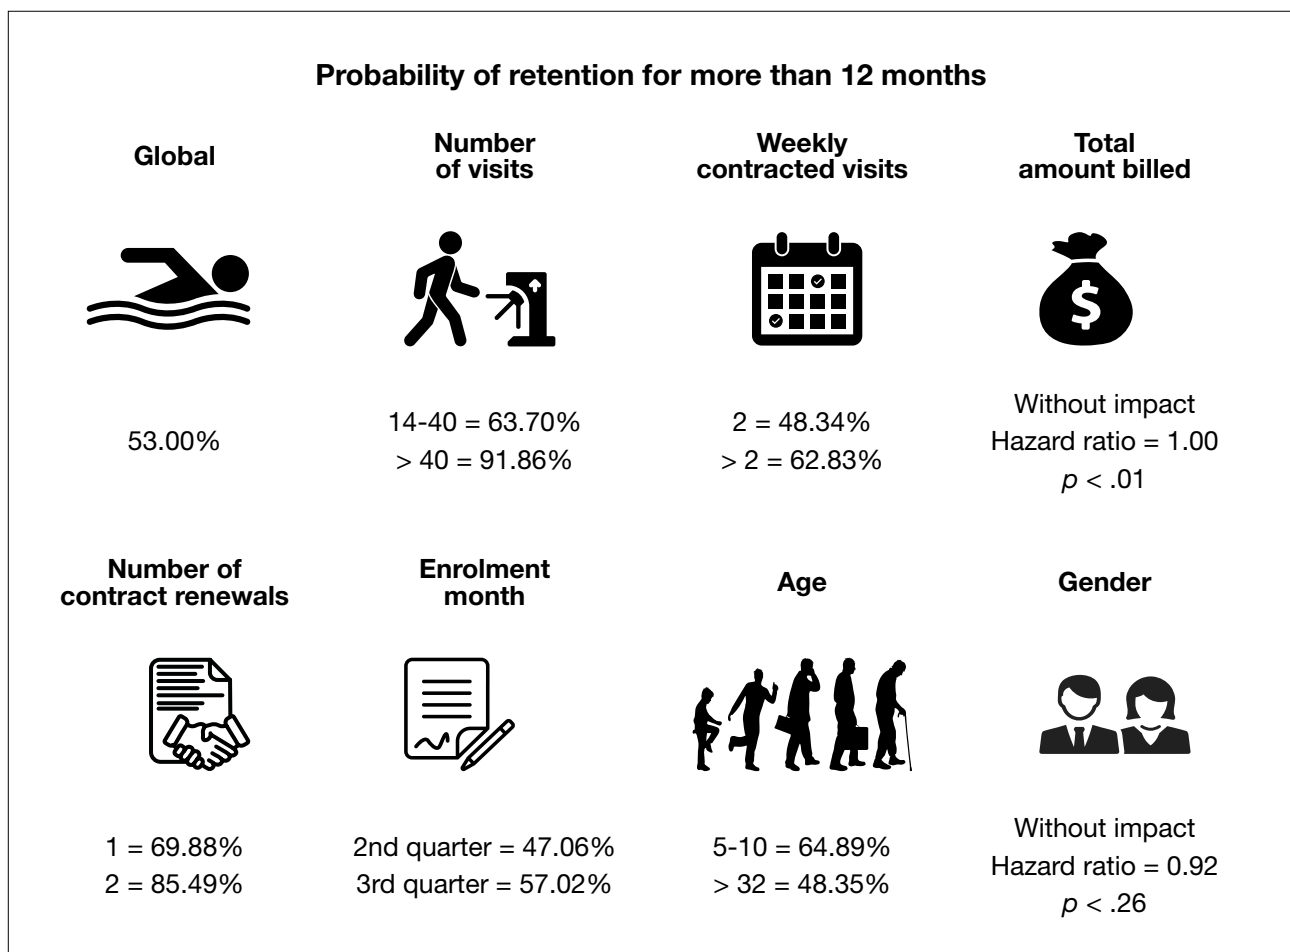 Probability of retention for more than 12 months
Global
Number
of visits
Weekly
contracted visits
Total
amount billed
$
53.00%
14-40 = 63.70%
> 40 = 91.86%
2 = 48.34%
> 2 = 62.83%
Without impact
Hazard ratio = 1.00
p < .01
Number of
contract renewals
Enrolment
month
Age
Gender
1 = 69.88%
2 = 85.49%
2nd quarter = 47.06%
3rd quarter = 57.02%
5-10 = 64.89%
> 32 = 48.35%
Without impact
Hazard ratio = 0.92
p < .26